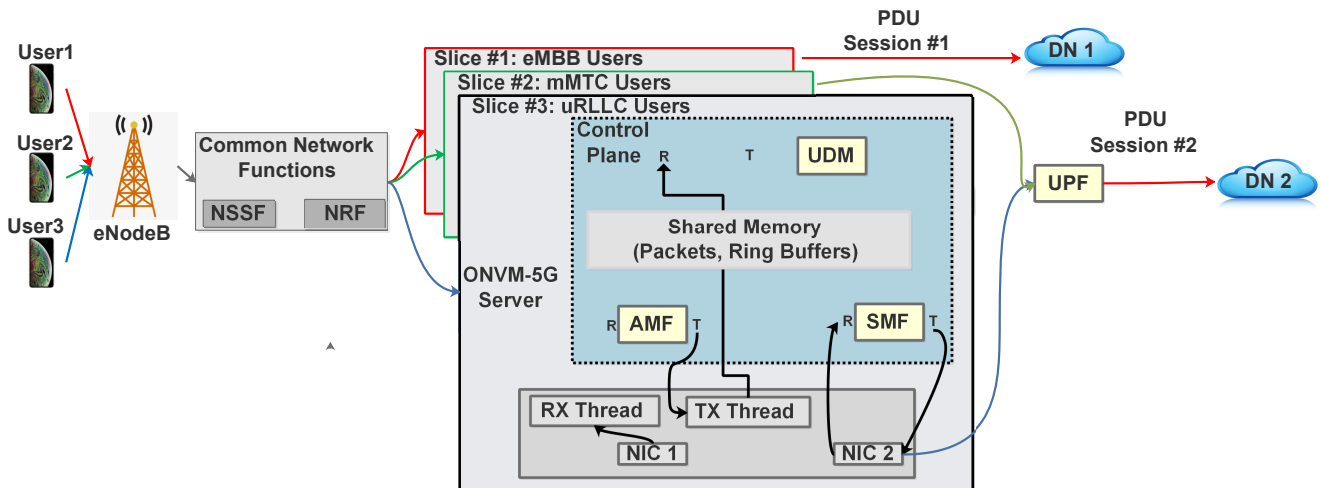 User1
User2
User3
eNodeB
Common Network
Functions
NSSF
NRF
Slice #1: eMBB Users
Slice #2: mMTC Users
Slice #3: uRLLC Users
Control
Plane
R
T
UDM
Shared Memory
(Packets, Ring Buffers)
ONVM-5G
Server
R
AMF
T
R
SMF
T
RX Thread
TX Thread
NIC 1
NIC 2
PDU
Session #1
DN 1
PDU
Session #2
UPF
DN 2